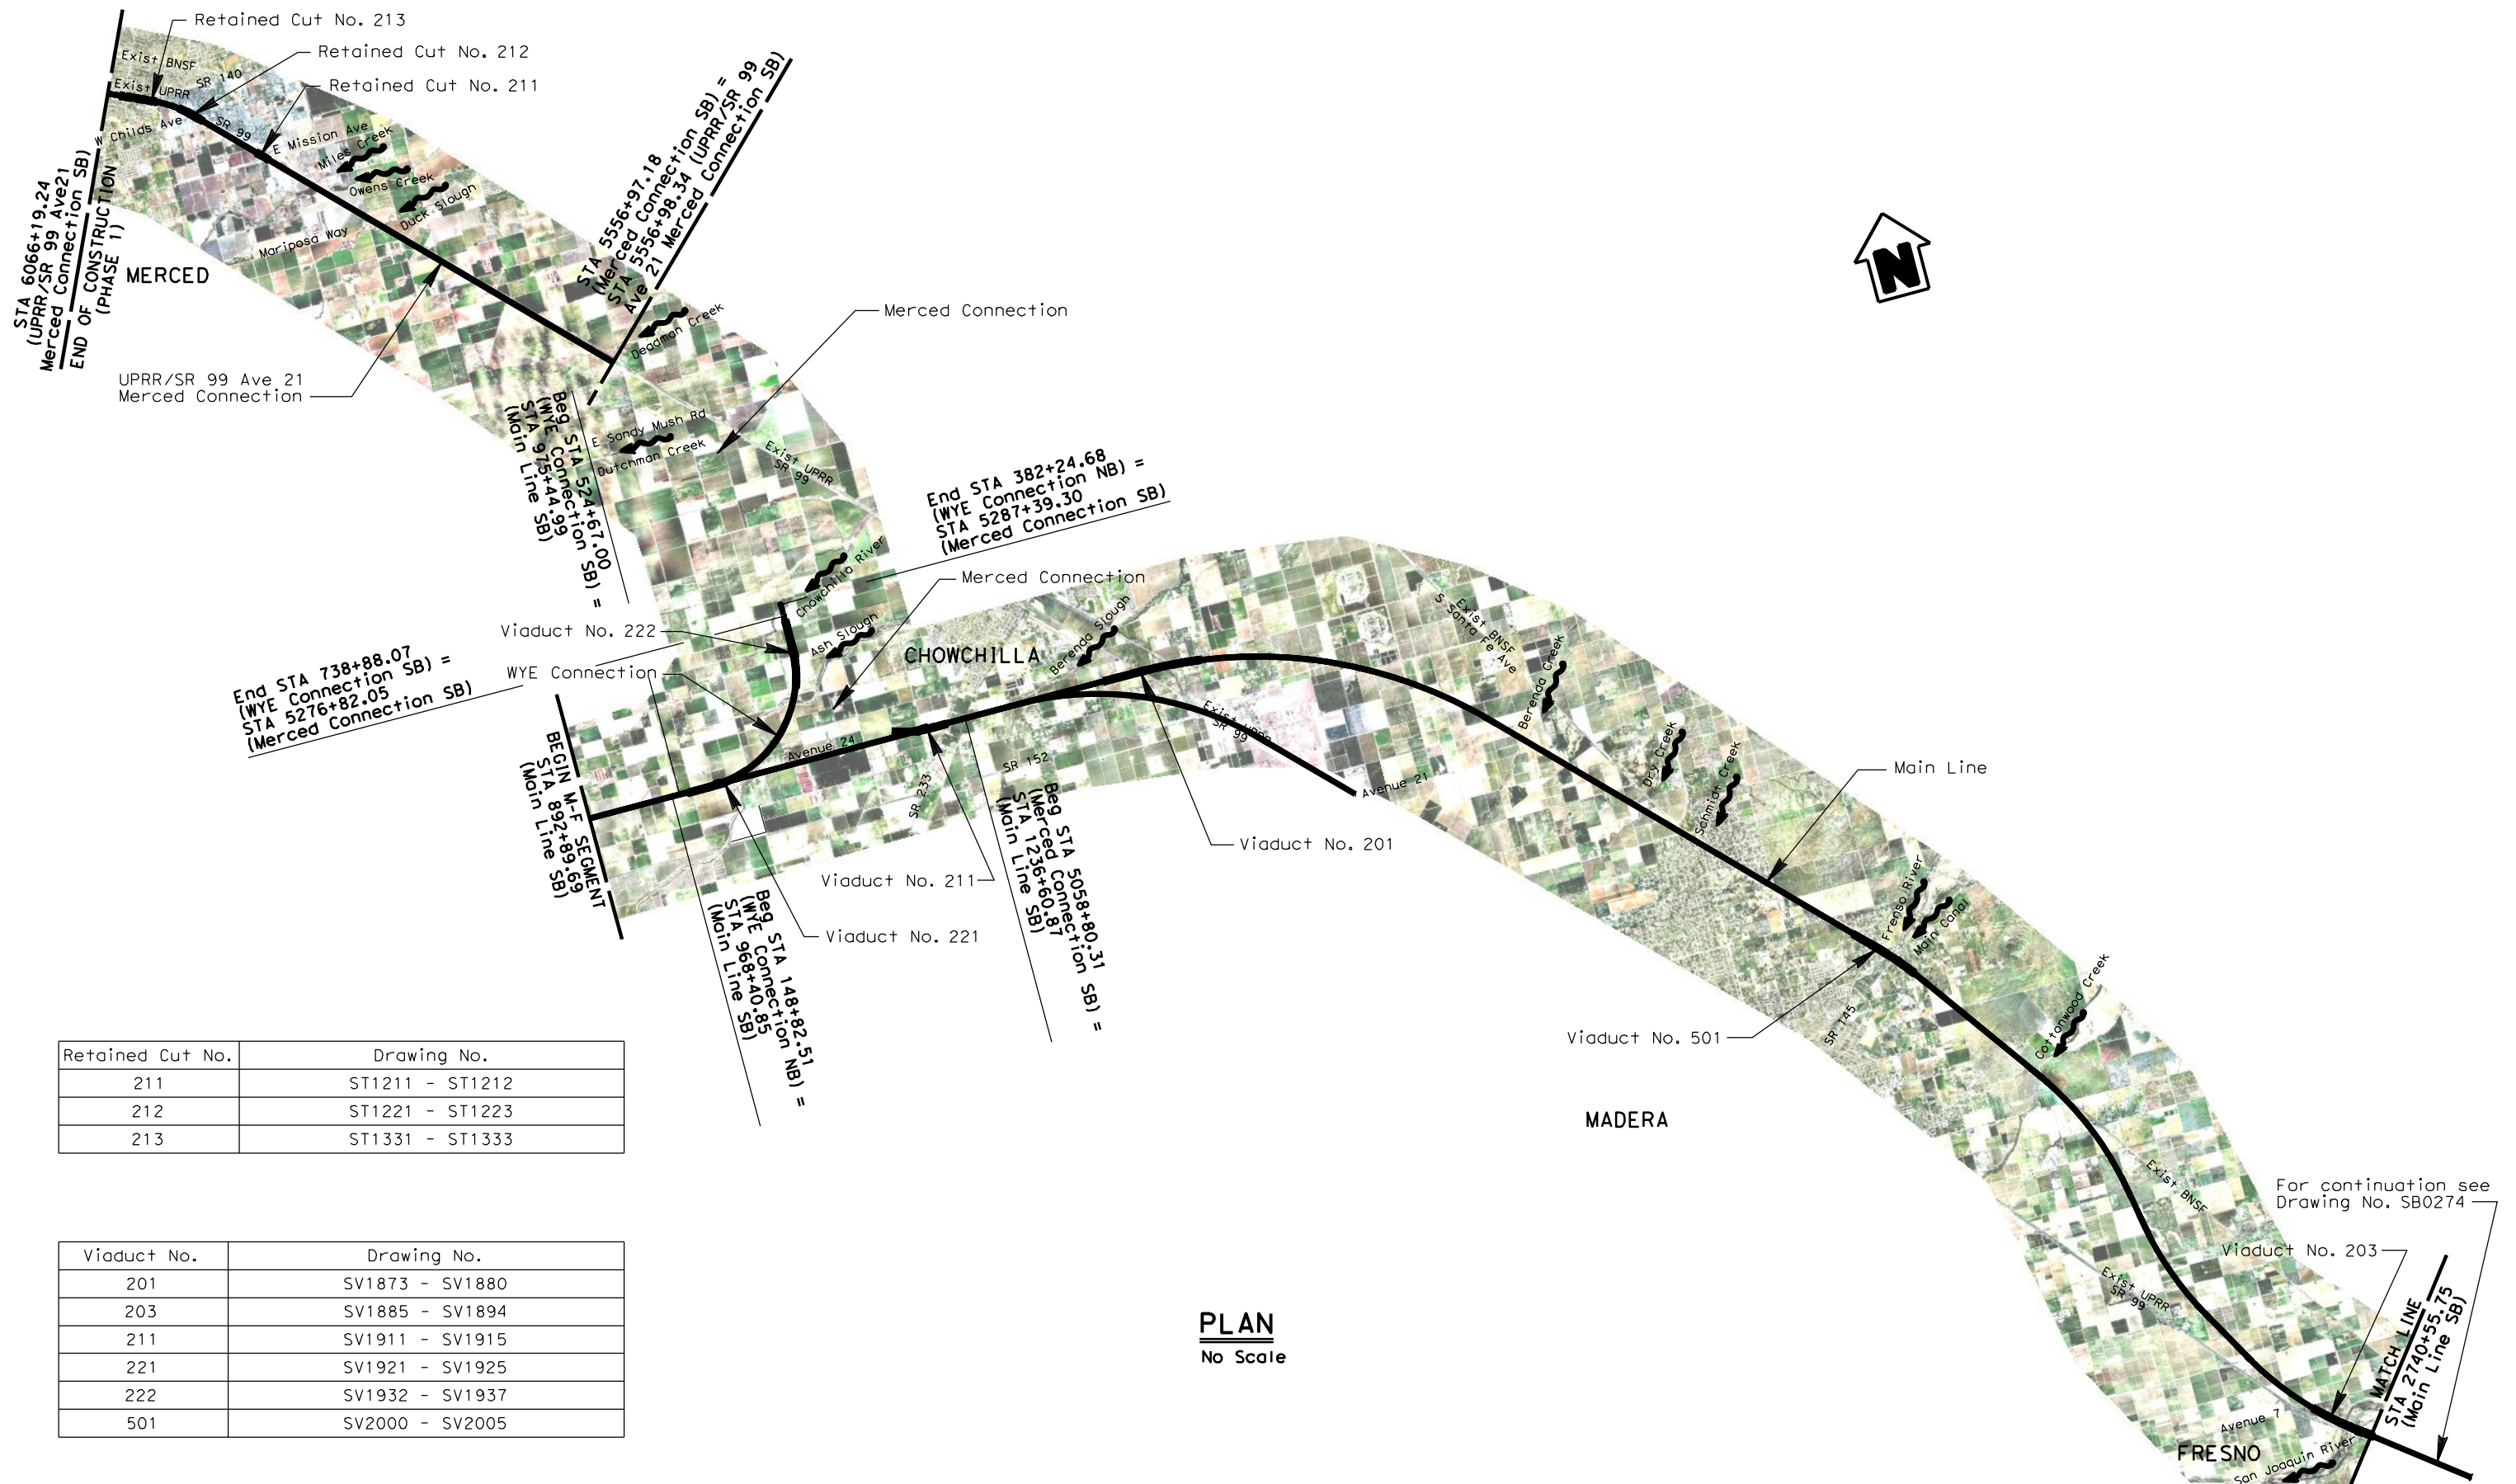 Retained Cut No. 213
Retained Cut No. 212
Retained Cut No. 211
Exist BNSF
SR 140
Exist UPRR
W Childs Ave
SR 99
E Mission Ave
Miles Creek
Owens Creek
Duck Slough
Mariposa Way
MERCED
STA 6066+19.24
(UPRR/SR 99 Ave21
Merced Connection SB)
END OF CONSTRUCTION
(PHASE 1)
UPRR/SR 99 Ave 21
Merced Connection
STA 5556+97.18
(Merced Connection SB) =
STA 5556+98.34 (UPRR/SR 99
Ave 21 Merced Connection SB)
Deadman Creek
Merced Connection
N
E Sandy Mush Rd
Dutchman Creek
Exist UPRR
SR 99
Beg STA 524+67.00
(WYE Connection SB) =
STA 975+44.99
(Main Line SB)
End STA 382+24.68
(WYE Connection NB) =
STA 5287+39.30
(Merced Connection SB)
Chowchilla River
Merced Connection
Viaduct No. 222
Ash Slough
CHOWCHILLA
Berenda Slough
WYE Connection
End STA 738+88.07
(WYE Connection SB) =
STA 5276+82.05
(Merced Connection SB)
BEGIN M-F SEGMENT
STA 892+89.69
(Main Line SB)
Avenue 24
SR 233
SR 152
Exist UPRR
SR 99
Avenue 21
Exist BNSF
S Santa Fe Ave
Berenda Creek
Dry Creek
Schmidt Creek
Main Line
Viaduct No. 201
Viaduct No. 211
Viaduct No. 221
Beg STA 148+82.51
(WYE Connection NB) =
STA 968+40.85
(Main Line SB)
Beg STA 5058+80.31
(Merced Connection SB) =
STA 1236+60.87
(Main Line SB)
Frenso River
Main Canal
Cottonwood Creek
SR 145
Viaduct No. 501
MADERA
Exist BNSF
Exist UPRR
SR 99
For continuation see
Drawing No. SB0274
Viaduct No. 203
MATCH LINE
STA 2740+55.75
(Main Line SB)
Avenue 7
FRESNO
San Joaquin River
Retained Cut No. Drawing No.
211 ST1211 - ST1212
212 ST1221 - ST1223
213 ST1331 - ST1333
Viaduct No. Drawing No.
201 SV1873 - SV1880
203 SV1885 - SV1894
211 SV1911 - SV1915
221 SV1921 - SV1925
222 SV1932 - SV1937
501 SV2000 - SV2005
PLAN
No Scale